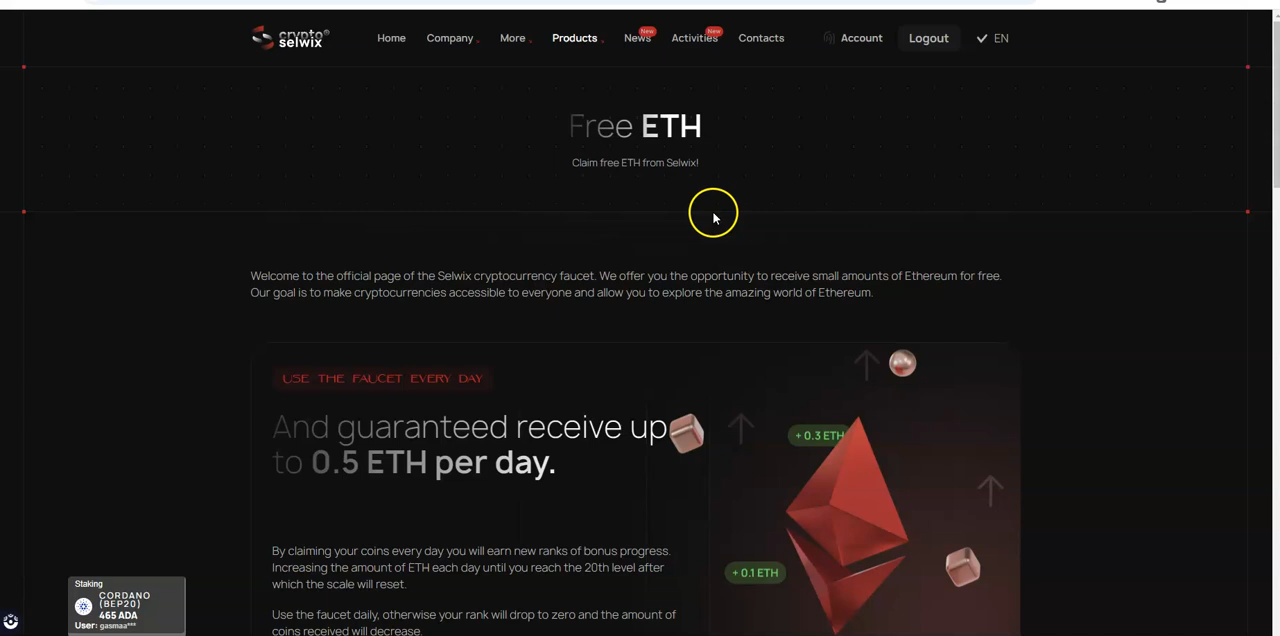 crypto®
selwix
Home
Company
More
Products
News
New
Activities
New
Contacts
Account
Logout
EN
Free ETH
Claim free ETH from Selwix!
Welcome to the official page of the Selwix cryptocurrency faucet. We offer you the opportunity to receive small amounts of Ethereum for free.
Our goal is to make cryptocurrencies accessible to everyone and allow you to explore the amazing world of Ethereum.
USE THE FAUCET EVERY DAY
And guaranteed receive up
to 0.5 ETH per day.
+ 0.3 ETH
+ 0.1 ETH
By claiming your coins every day you will earn new ranks of bonus progress.
Increasing the amount of ETH each day until you reach the 20th level after
which the scale will reset.
Use the faucet daily, otherwise your rank will drop to zero and the amount of
coins received will decrease.
Staking
CORDANO
(BEP20)
465 ADA
User: gasmaa***